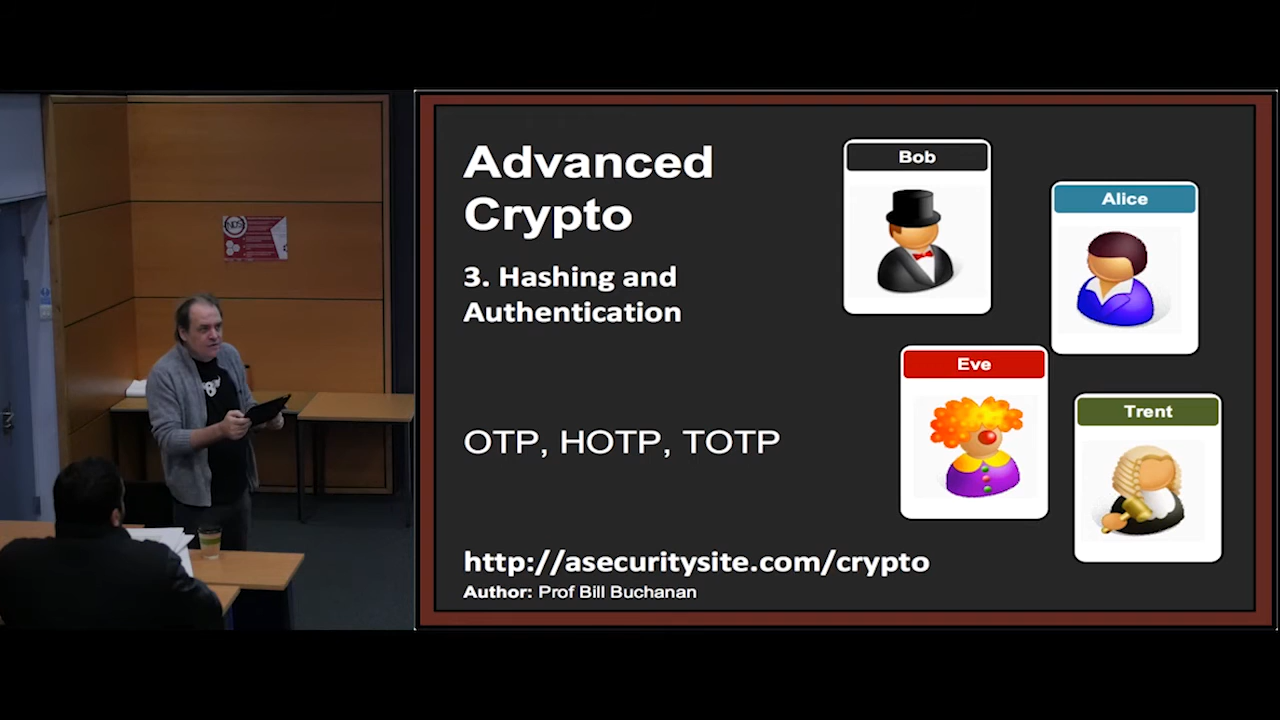 Advanced
Crypto
3. Hashing and
Authentication
OTP, HOTP, TOTP
http://asecuritysite.com/crypto
Author: Prof Bill Buchanan
Bob
Alice
Eve
Trent